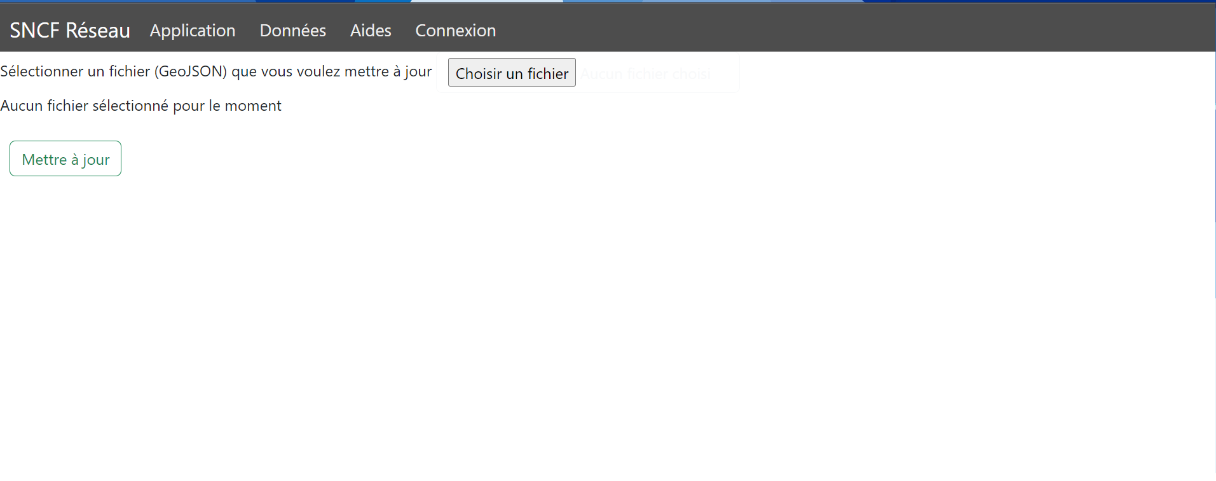 SNCF Réseau Application Données Aides Connexion
Sélectionner un fichier (GeoJSON) que vous voulez mettre à jour Choisir un fichier Aucun fichier choisi
Aucun fichier sélectionné pour le moment
Mettre à jour